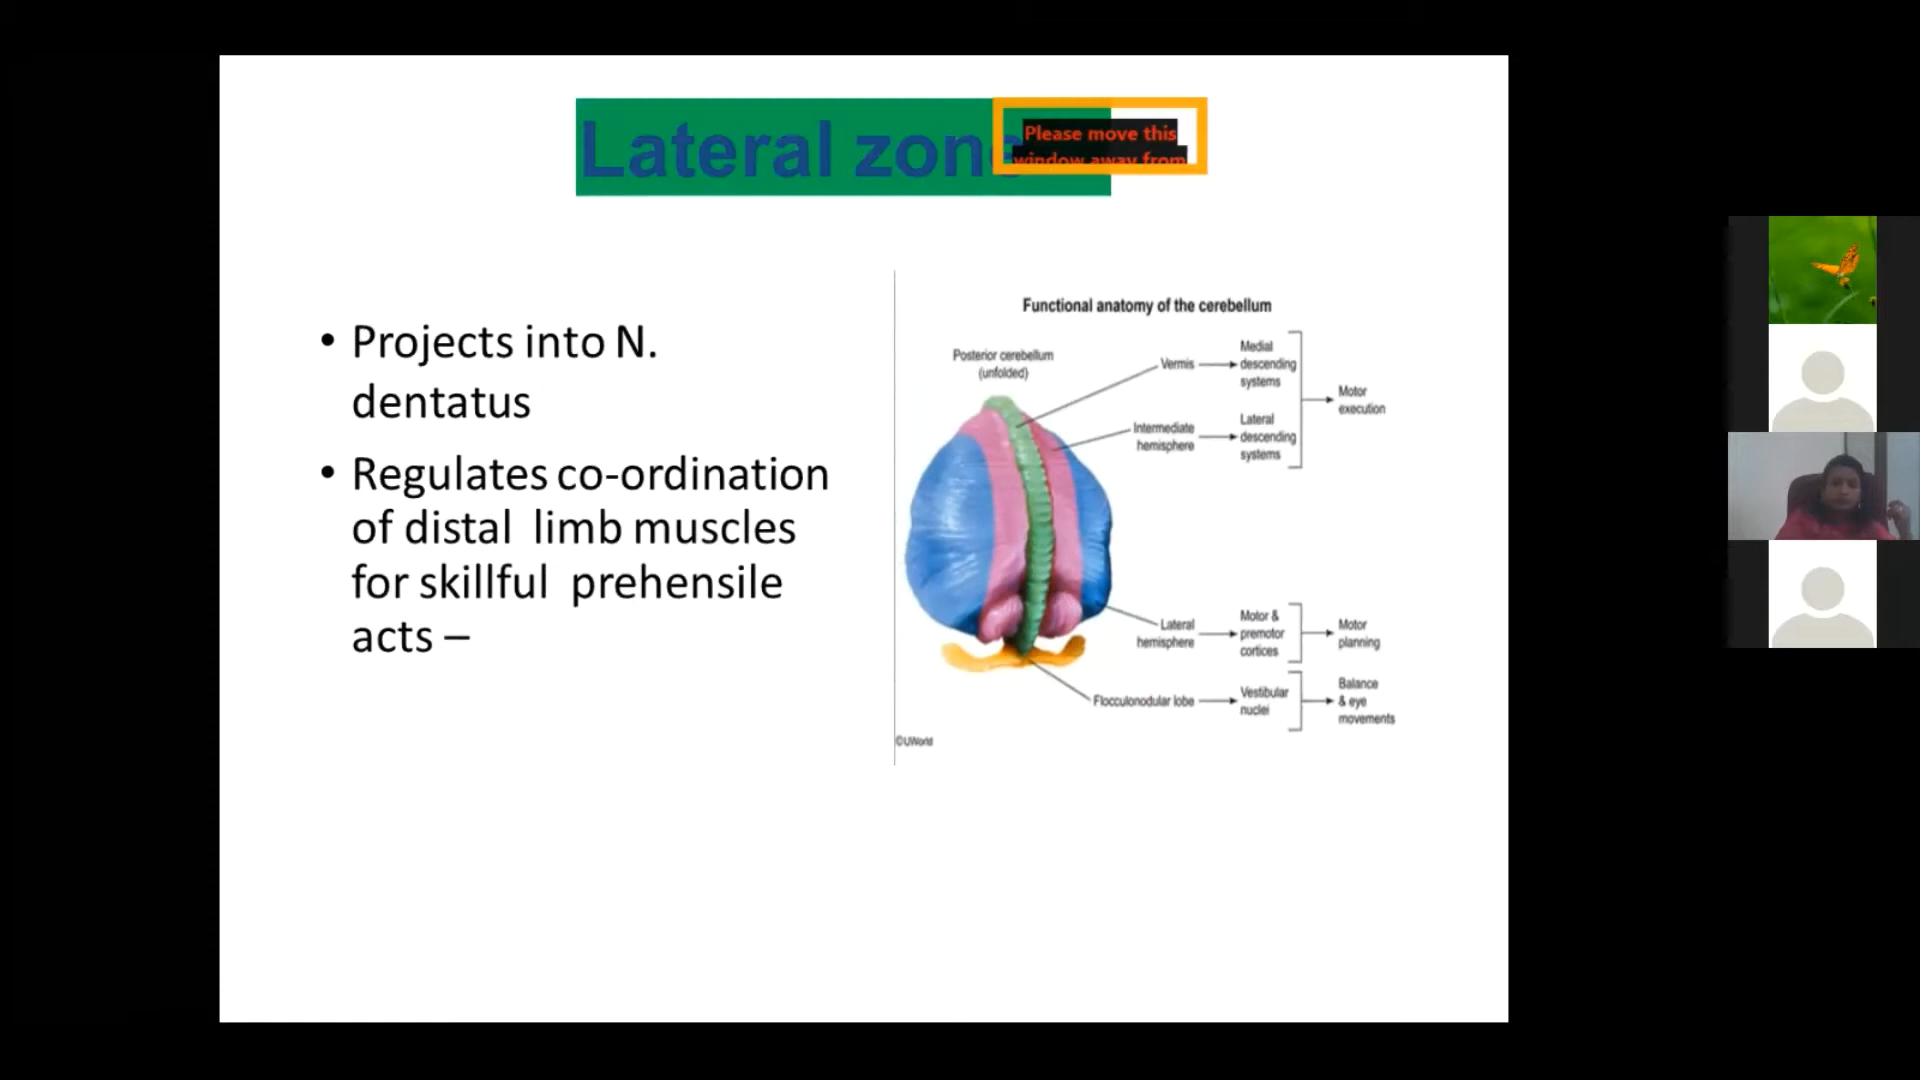 Lateral zone
Please move this
window away from
• Projects into N.
dentatus
• Regulates co-ordination
of distal limb muscles
for skillful prehensile
acts –
Functional anatomy of the cerebellum
Posterior cerebellum
(unfolded)
Vermis
Medial
descending
systems
Motor
execution
Intermediate
hemisphere
Lateral
descending
systems
Lateral
hemisphere
Motor &
premotor
cortices
Motor
planning
Flocculonodular lobe
Vestibular
nuclei
Balance
& eye
movements
©UWorld